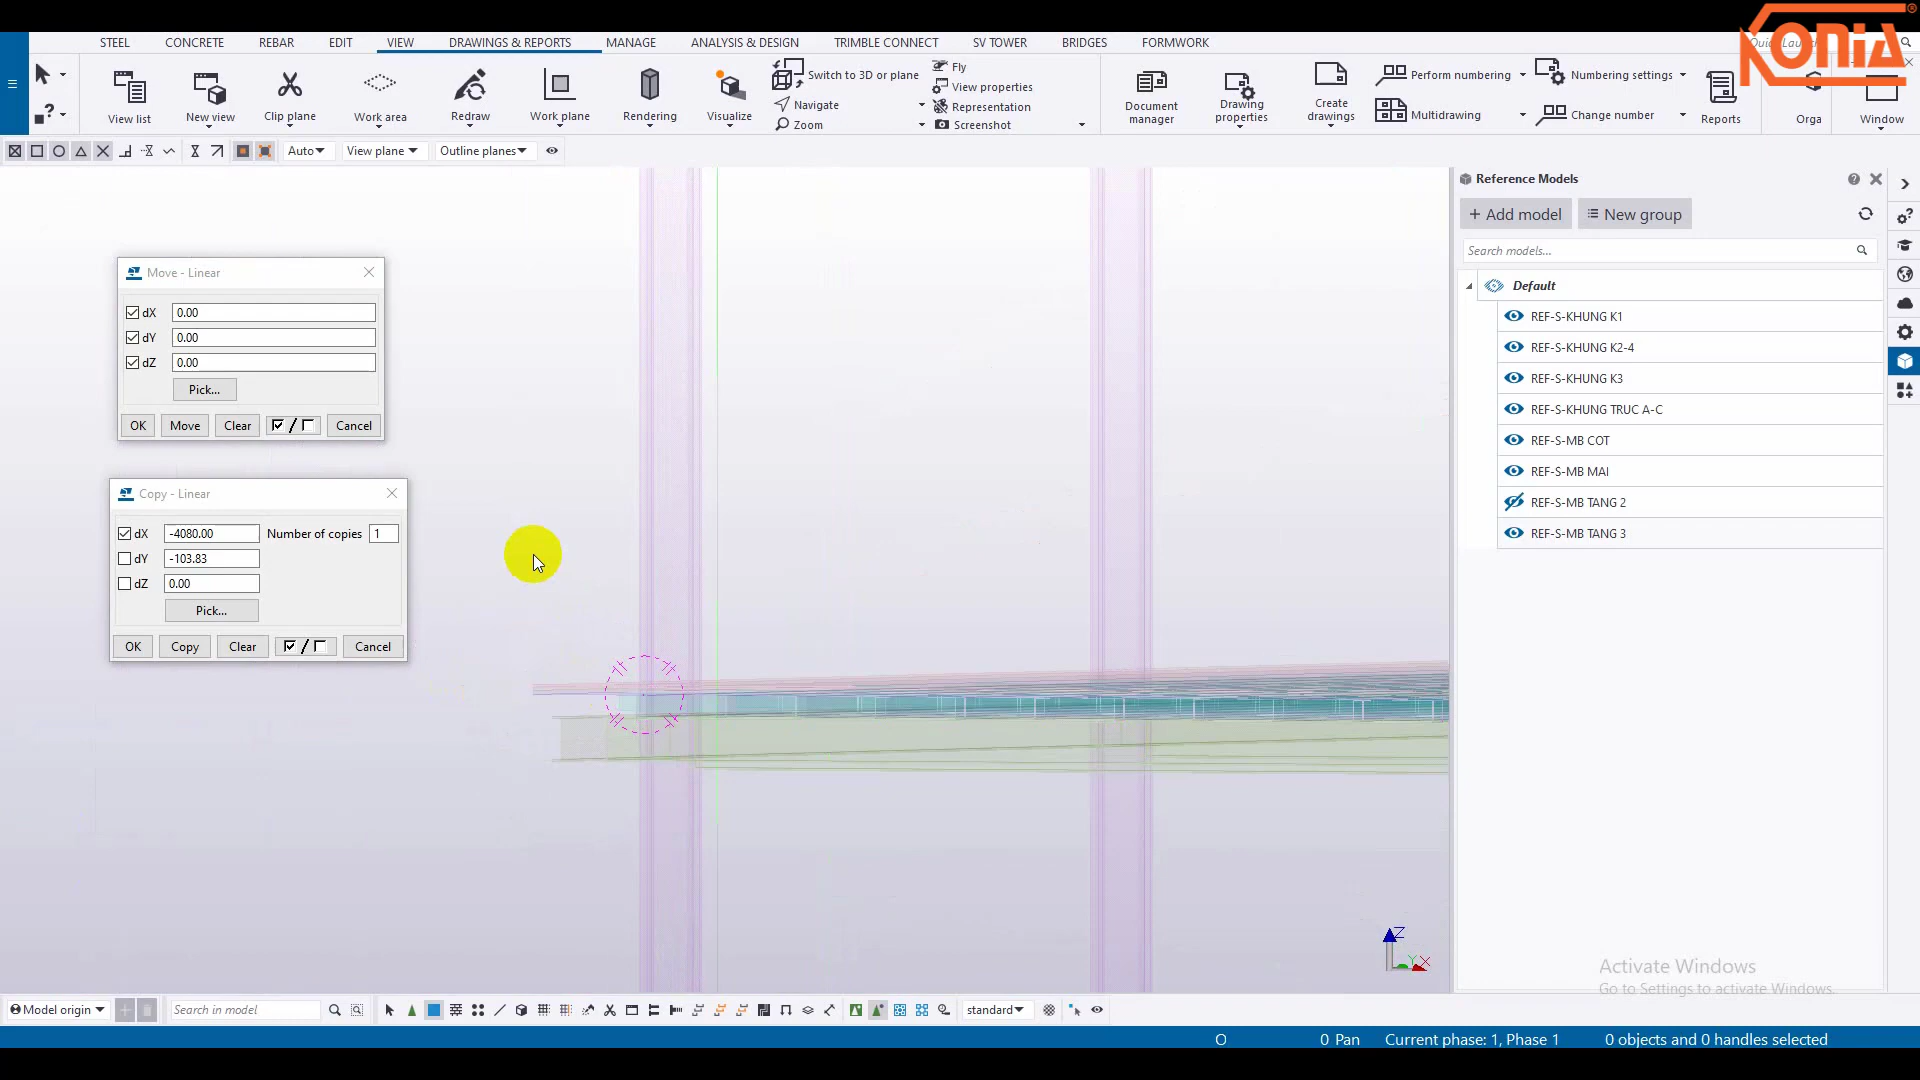 KONIA
®
STEEL CONCRETE REBAR EDIT VIEW DRAWINGS & REPORTS MANAGE ANALYSIS & DESIGN TRIMBLE CONNECT SV TOWER BRIDGES FORMWORK
View list
New view
Clip plane
Work area
Redraw
Work plane
Rendering
Visualize
Switch to 3D or plane
Navigate
Zoom
Fly
View properties
Representation
Screenshot
Document
manager
Drawing
properties
Create
drawings
Perform numbering
Multidrawing
Numbering settings
Change number
Reports
Orga
Window
Auto
View plane
Outline planes
Move - Linear
dX 0.00
dY 0.00
dZ 0.00
Pick...
OK Move Clear / Cancel
Copy - Linear
dX -4080.00 Number of copies 1
dY -103.83
dZ 0.00
Pick...
OK Copy Clear / Cancel
Reference Models
+ Add model New group
Search models...
Default
REF-S-KHUNG K1
REF-S-KHUNG K2-4
REF-S-KHUNG K3
REF-S-KHUNG TRUC A-C
REF-S-MB COT
REF-S-MB MAI
REF-S-MB TANG 2
REF-S-MB TANG 3
Z
Y X
Activate Windows
Go to Settings to activate Windows.
Model origin Search in model standard
O 0 Pan Current phase: 1, Phase 1 0 objects and 0 handles selected